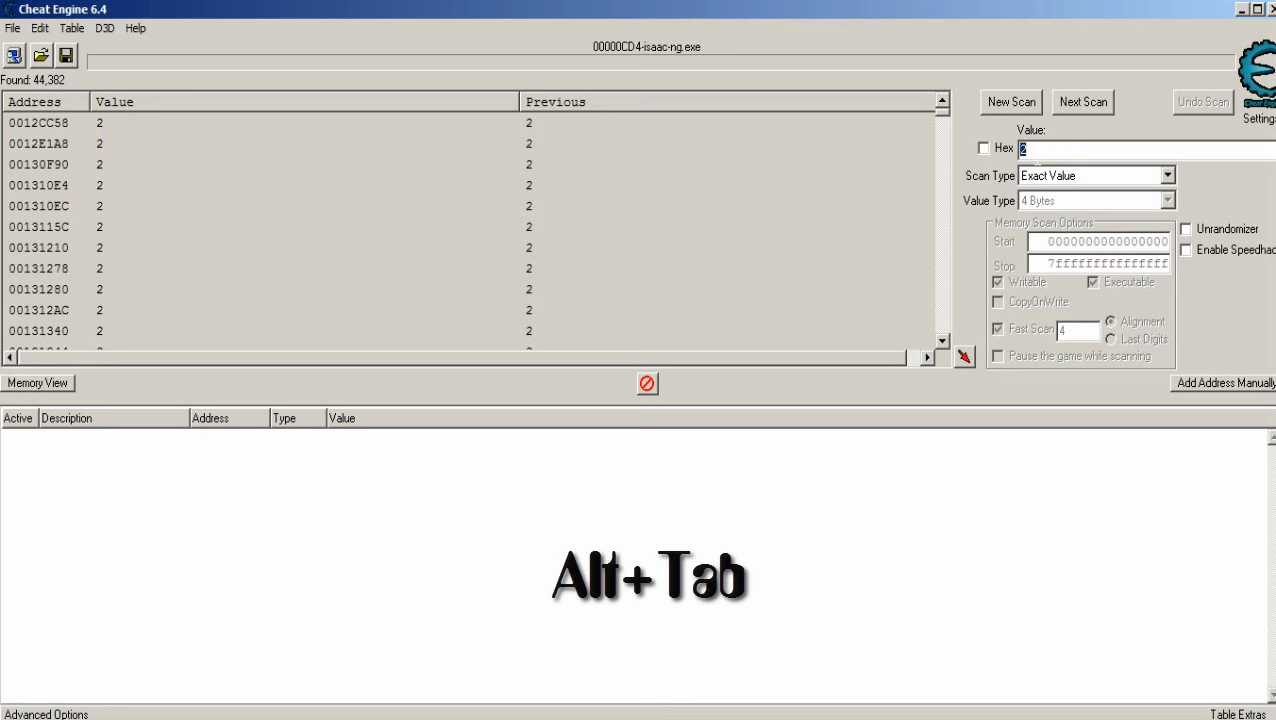 Cheat Engine 6.4
File Edit Table D3D Help
00000CD4-isaac-ng.exe
Found: 44,382
Address Value Previous
0012CC58 2 2
0012E1A8 2 2
00130F90 2 2
001310E4 2 2
001310EC 2 2
0013115C 2 2
00131210 2 2
00131278 2 2
00131280 2 2
001312AC 2 2
00131340 2 2
New Scan Next Scan Undo Scan
Cheat Engine
Settings
Value:
Hex 2
Scan Type Exact Value
Value Type 4 Bytes
Memory Scan Options
Start 0000000000000000
Stop 7fffffffffffffff
Writable Executable
CopyOnWrite
Fast Scan 4 Alignment
Last Digits
Pause the game while scanning
Unrandomizer
Enable Speedhac
Memory View
Add Address Manually
Active Description Address Type Value
Alt+Tab
Advanced Options
Table Extras